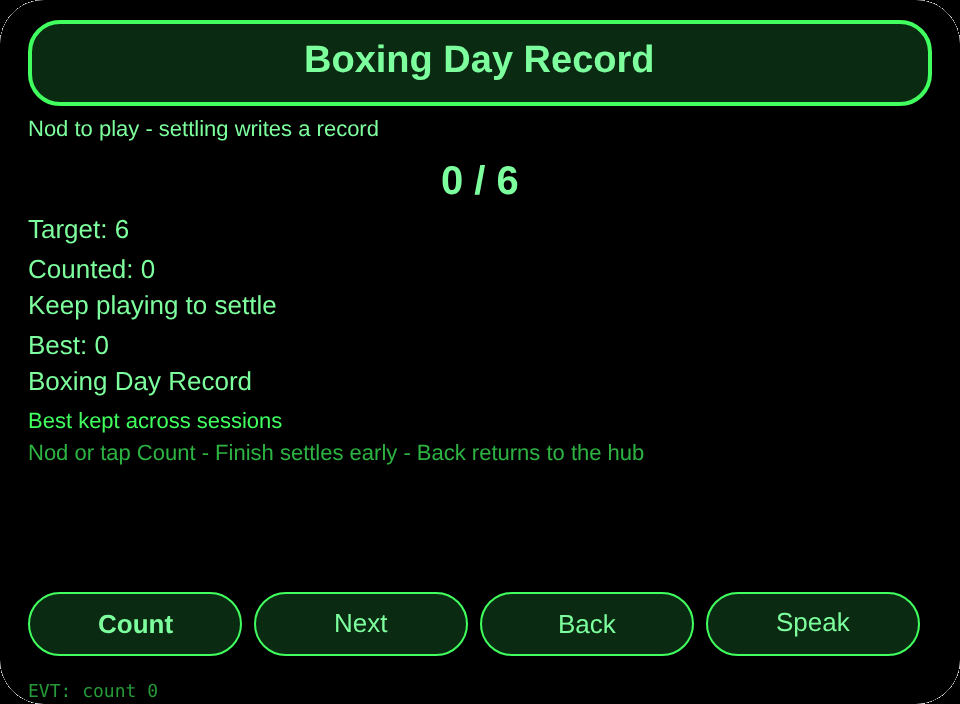 Boxing Day Record
Nod to play - settling writes a record
0 / 6
Target: 6
Counted: 0
Keep playing to settle
Best: 0
Boxing Day Record
Best kept across sessions
Nod or tap Count - Finish settles early - Back returns to the hub
Count
Next
Back
Speak
EVT: count 0